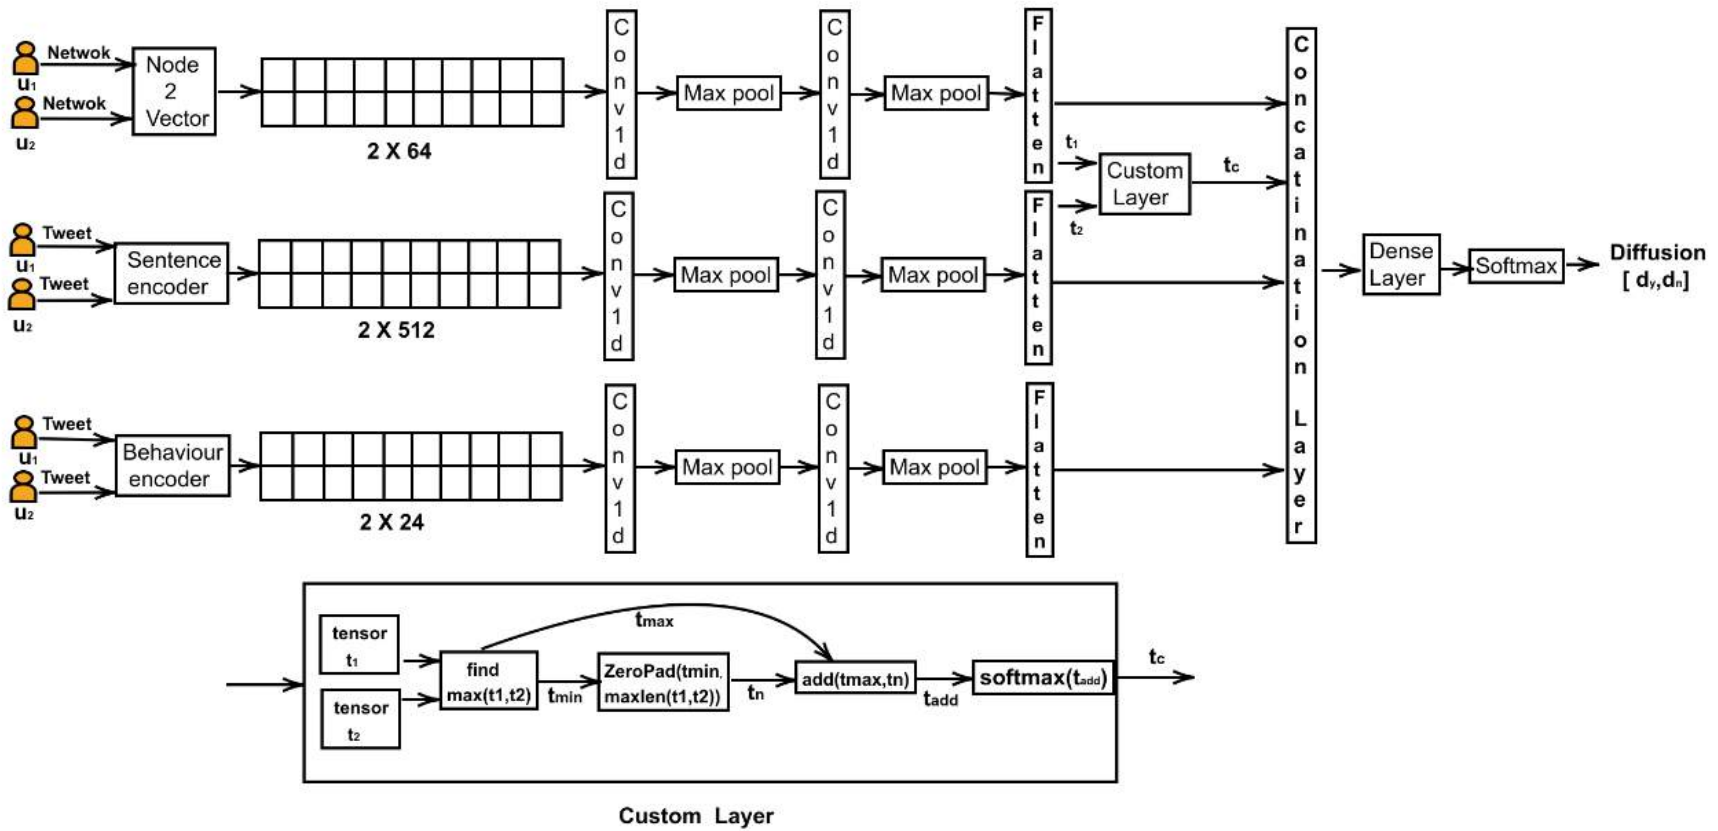 Netwok
u1
Netwok
u2
Node
2
Vector
2 X 64
Conv1d
Max pool
Conv1d
Max pool
Flatten
t1
Custom
Layer
tc
t2
Tweet
u1
Tweet
u2
Sentence
encoder
2 X 512
Conv1d
Max pool
Conv1d
Max pool
Flatten
Tweet
u1
Tweet
u2
Behaviour
encoder
2 X 24
Conv1d
Max pool
Conv1d
Max pool
Flatten
Concatination Layer
Dense
Layer
Softmax
Diffusion
[ dy,dn]
tensor
t1
tensor
t2
find
max(t1,t2)
tmax
tmin
ZeroPad(tmin,
maxlen(t1,t2))
tn
add(tmax,tn)
tadd
softmax(tadd)
tc
Custom Layer